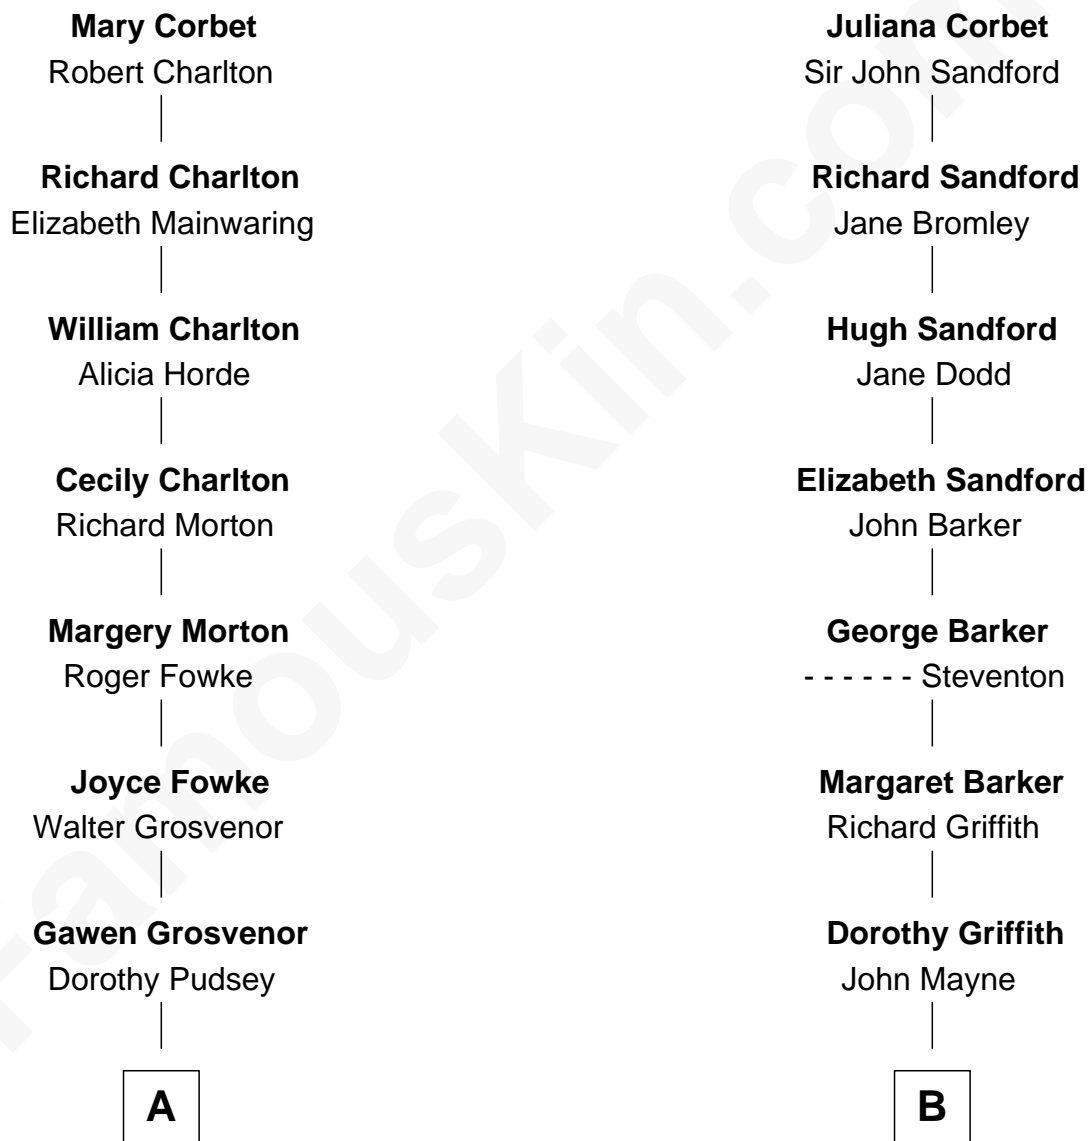 Mary Corbet
Robert Charlton
Richard Charlton
Elizabeth Mainwaring
William Charlton
Alicia Horde
Cecily Charlton
Richard Morton
Margery Morton
Roger Fowke
Joyce Fowke
Walter Grosvenor
Gawen Grosvenor
Dorothy Pudsey
A
Juliana Corbet
Sir John Sandford
Richard Sandford
Jane Bromley
Hugh Sandford
Jane Dodd
Elizabeth Sandford
John Barker
George Barker
- - - - - - Steventon
Margaret Barker
Richard Griffith
Dorothy Griffith
John Mayne
B
FamousKin.com